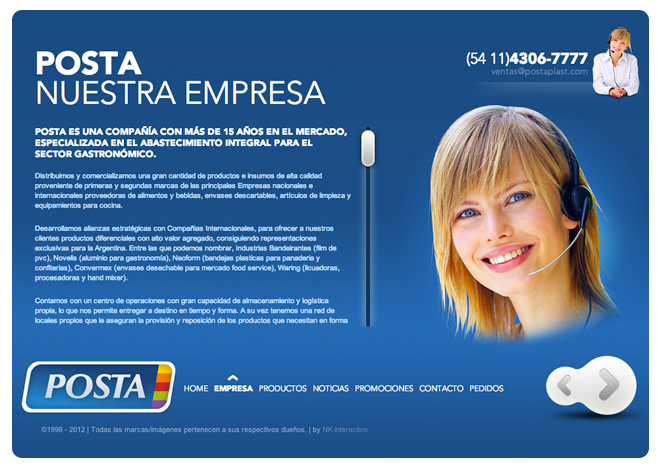 POSTA
NUESTRA EMPRESA
(54 11)4306-7777
ventas@postaplast.com
POSTA ES UNA COMPAÑÍA CON MÁS DE 15 AÑOS EN EL MERCADO,
ESPECIALIZADA EN EL ABASTECIMIENTO INTEGRAL PARA EL
SECTOR GASTRONÓMICO.
Distribuimos y comercializamos una gran cantidad de productos e insumos de alta calidad
proveniente de primeras y segundas marcas de las principales Empresas nacionales e
internacionales proveedoras de alimentos y bebidas, envases descartables, artículos de limpieza y
equipamientos para cocina.
Desarrollamos alianzas estratégicas con Compañías Internacionales, para ofrecer a nuestros
clientes productos diferenciales con alto valor agregado, consiguiendo representaciones
exclusivas para la Argentina. Entre las que podemos nombrar, Industrias Bandeirantes (film de
pvc), Novelis (aluminio para gastronomía), Neoform (bandejas plasticas para panaderia y
confitarías), Convermex (envases desechable para mercado food service), Waring (licuadoras,
procesadoras y hand mixer).
Contamos con un centro de operaciones con gran capacidad de almacenamiento y logística
propia, lo que nos permite entregar a destino en tiempo y forma. A su vez tenemos una red de
locales propios que le aseguran la provisión y reposición de los productos que necesitan en forma
POSTA
HOME EMPRESA PRODUCTOS NOTICIAS PROMOCIONES CONTACTO PEDIDOS
©1998 - 2012 | Todas las marcas/imágenes pertenecen a sus respectivos dueños. | by NK interactivo